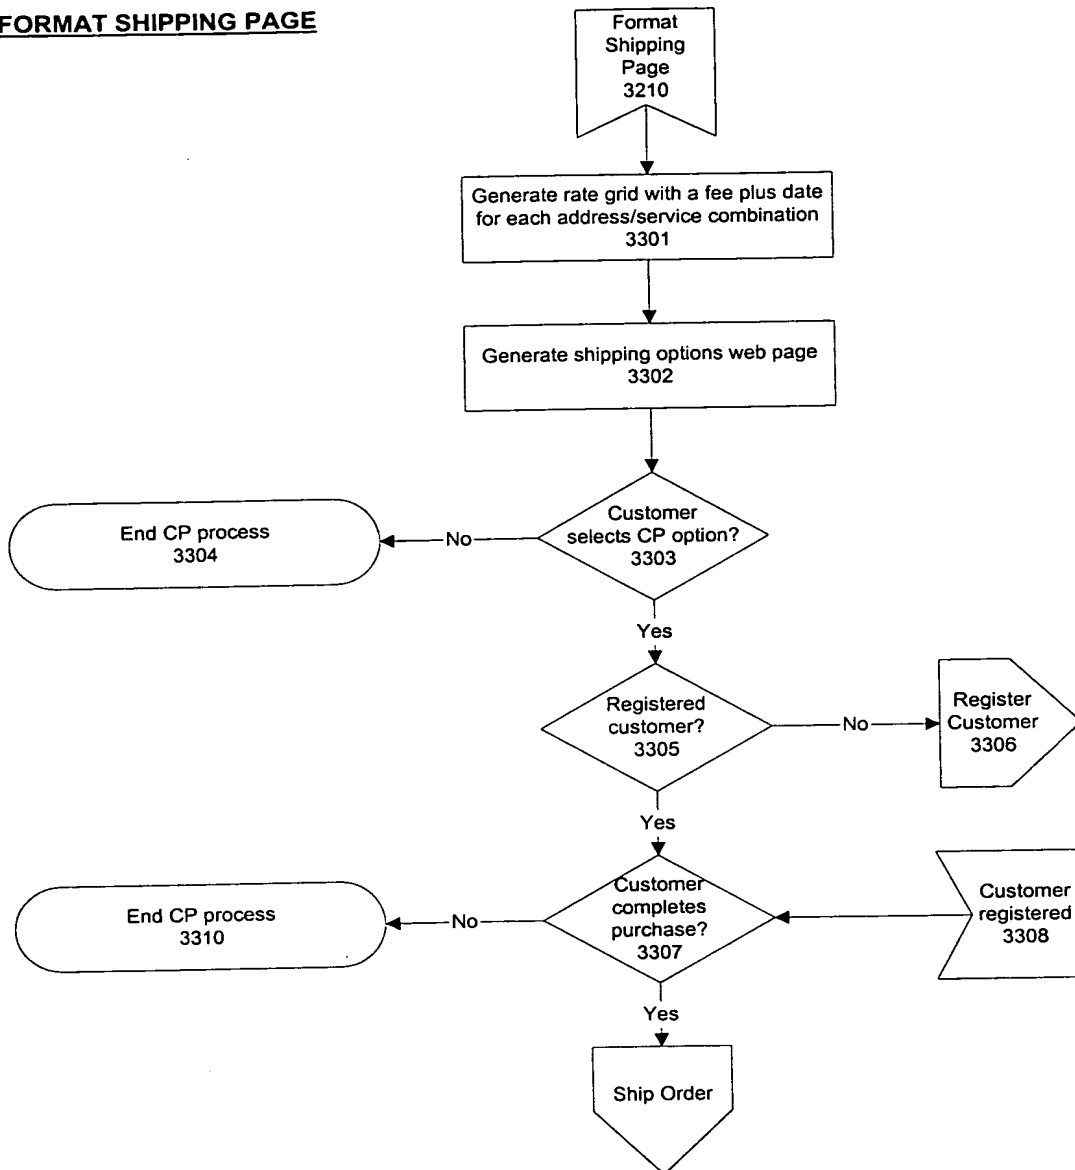 FORMAT SHIPPING PAGE
Format
Shipping
Page
3210
Generate rate grid with a fee plus date
for each address/service combination
3301
Generate shipping options web page
3302
Customer
selects CP option?
3303
No
End CP process
3304
Yes
Registered
customer?
3305
No
Register
Customer
3306
Yes
Customer
completes
purchase?
3307
Customer
registered
3308
No
End CP process
3310
Yes
Ship Order